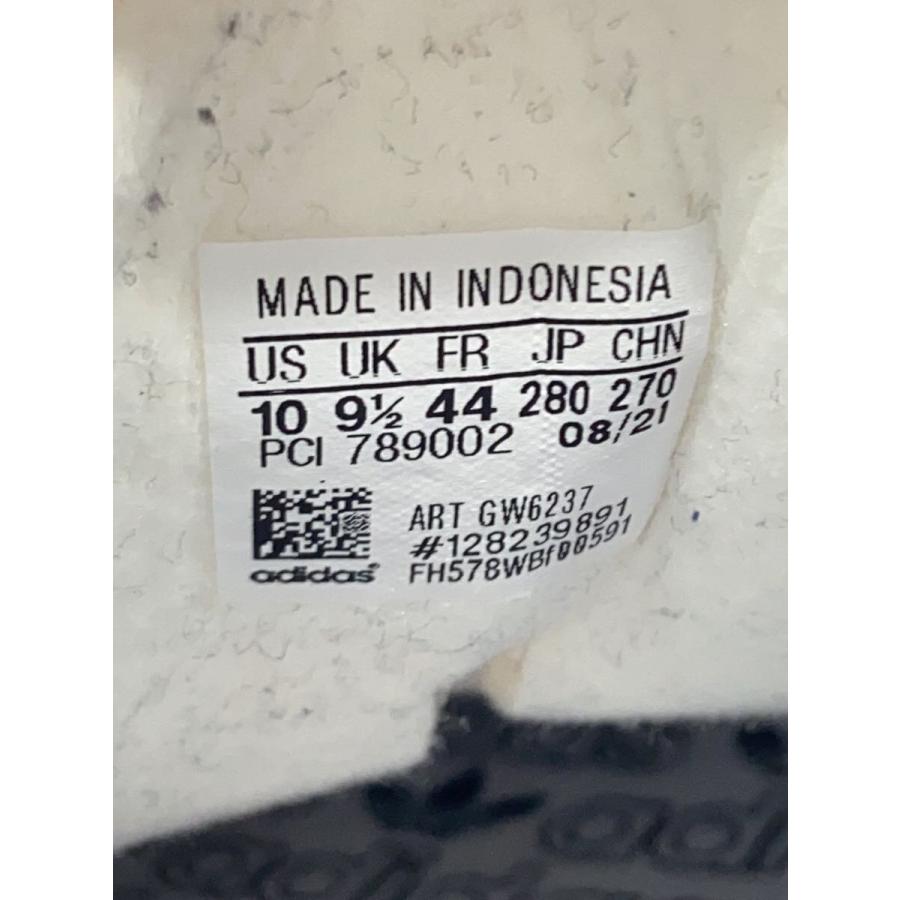 MADE IN INDONESIA
US UK FR JP CHN
10 9½ 44 280 270
PCI 789002 08/21
ART GW6237
#128239891
FH578WBf00591
adidas®
adidas